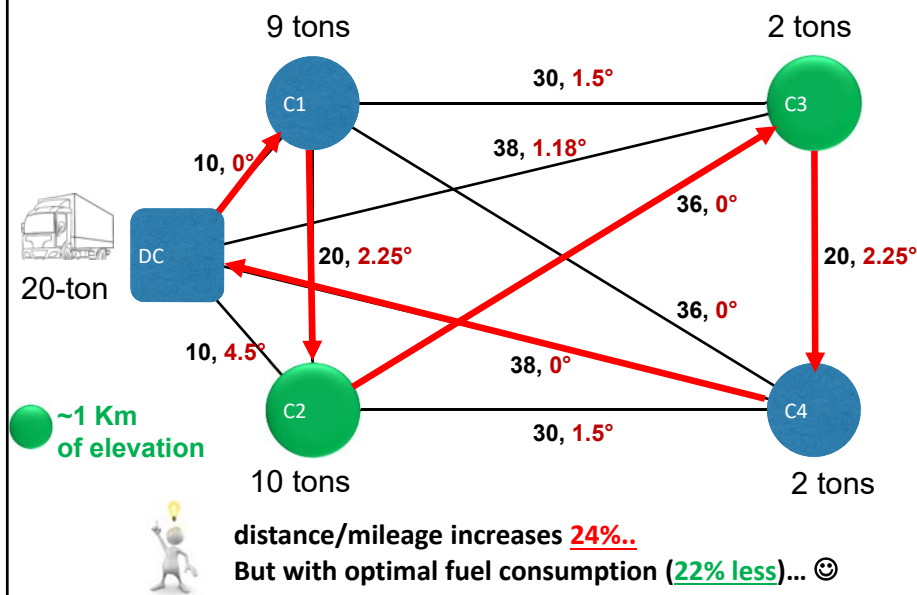 9 tons
2 tons
C1
30, 1.5°
C3
38, 1.18°
10, 0°
36, 0°
DC
20, 2.25°
20, 2.25°
20-ton
36, 0°
10, 4.5°
38, 0°
C2
C4
~1 Km
of elevation
30, 1.5°
10 tons
2 tons
distance/mileage increases 24%..
But with optimal fuel consumption (22% less)... ☺